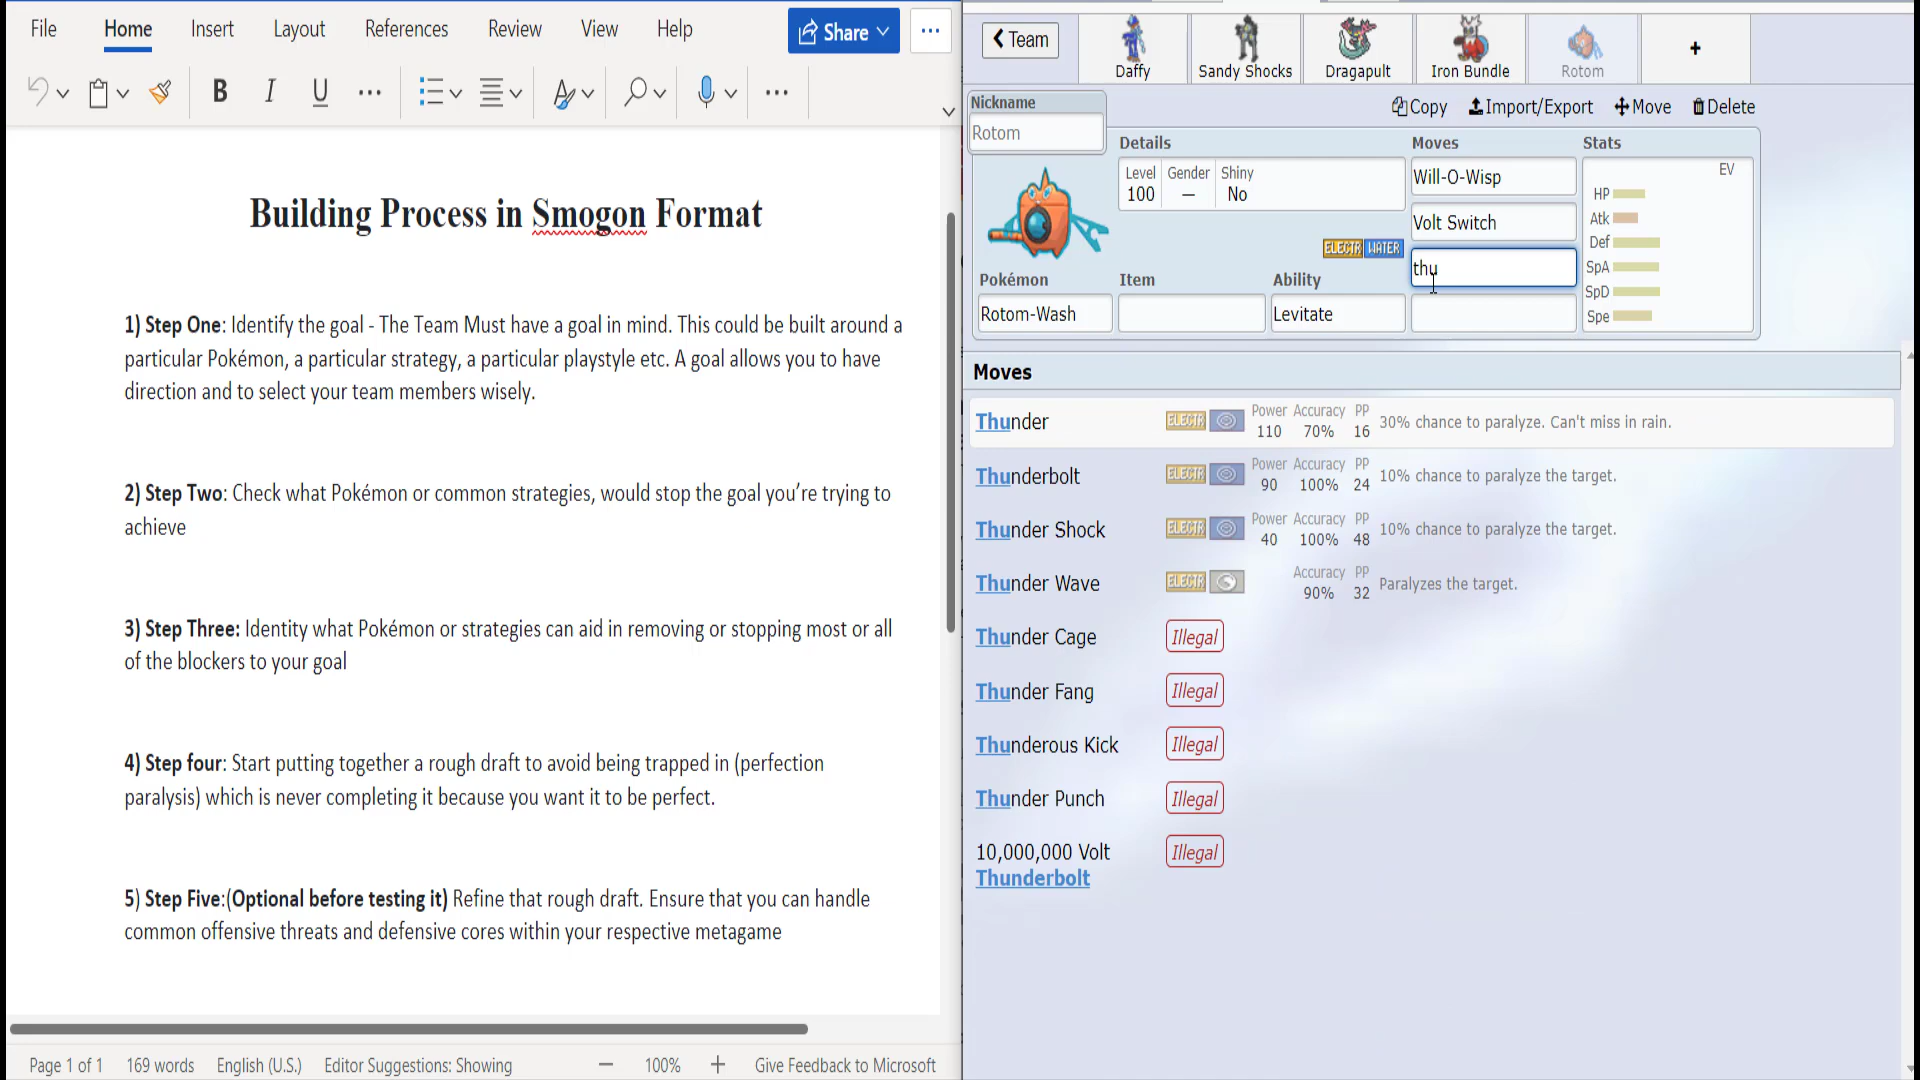 File Home Insert Layout References Review View Help Share ...
B I U ... ...
Building Process in Smogon Format
1) Step One: Identify the goal - The Team Must have a goal in mind. This could be built around a
particular Pokémon, a particular strategy, a particular playstyle etc. A goal allows you to have
direction and to select your team members wisely.
2) Step Two: Check what Pokémon or common strategies, would stop the goal you’re trying to
achieve
3) Step Three: Identity what Pokémon or strategies can aid in removing or stopping most or all
of the blockers to your goal
4) Step four: Start putting together a rough draft to avoid being trapped in (perfection
paralysis) which is never completing it because you want it to be perfect.
5) Step Five:(Optional before testing it) Refine that rough draft. Ensure that you can handle
common offensive threats and defensive cores within your respective metagame
Page 1 of 1 169 words English (U.S.) Editor Suggestions: Showing 100% Give Feedback to Microsoft
Team Daffy Sandy Shocks Dragapult Iron Bundle Rotom +
Copy Import/Export Move Delete
Nickname
Rotom
Details Moves Stats
Level Gender Shiny
100 — No
ELECTR WATER
Pokémon Item Ability
Rotom-Wash Levitate
Will-O-Wisp
Volt Switch
thu
EV
HP
Atk
Def
SpA
SpD
Spe
Moves
Thunder ELECTR Power 110 Accuracy 70% PP 16 30% chance to paralyze. Can't miss in rain.
Thunderbolt ELECTR Power 90 Accuracy 100% PP 24 10% chance to paralyze the target.
Thunder Shock ELECTR Power 40 Accuracy 100% PP 48 10% chance to paralyze the target.
Thunder Wave ELECTR Accuracy 90% PP 32 Paralyzes the target.
Thunder Cage Illegal
Thunder Fang Illegal
Thunderous Kick Illegal
Thunder Punch Illegal
10,000,000 Volt Illegal
Thunderbolt